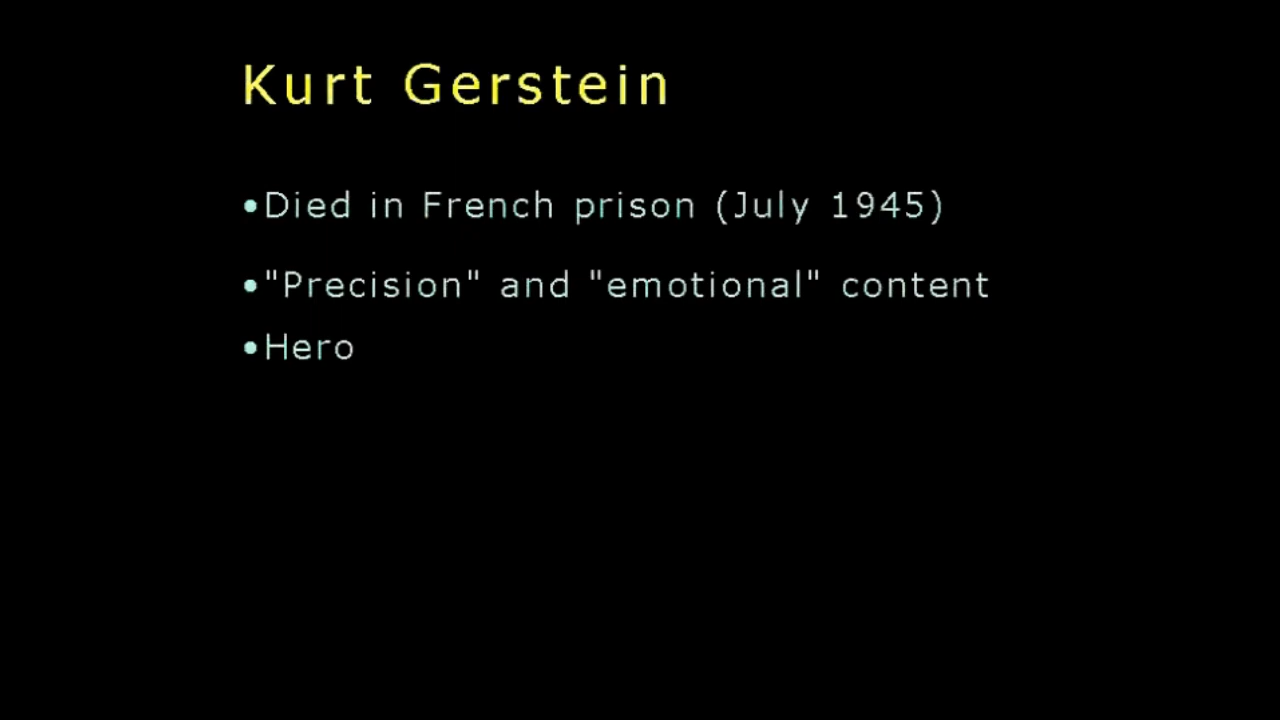 Kurt Gerstein
•Died in French prison (July 1945)
•"Precision" and "emotional" content
•Hero